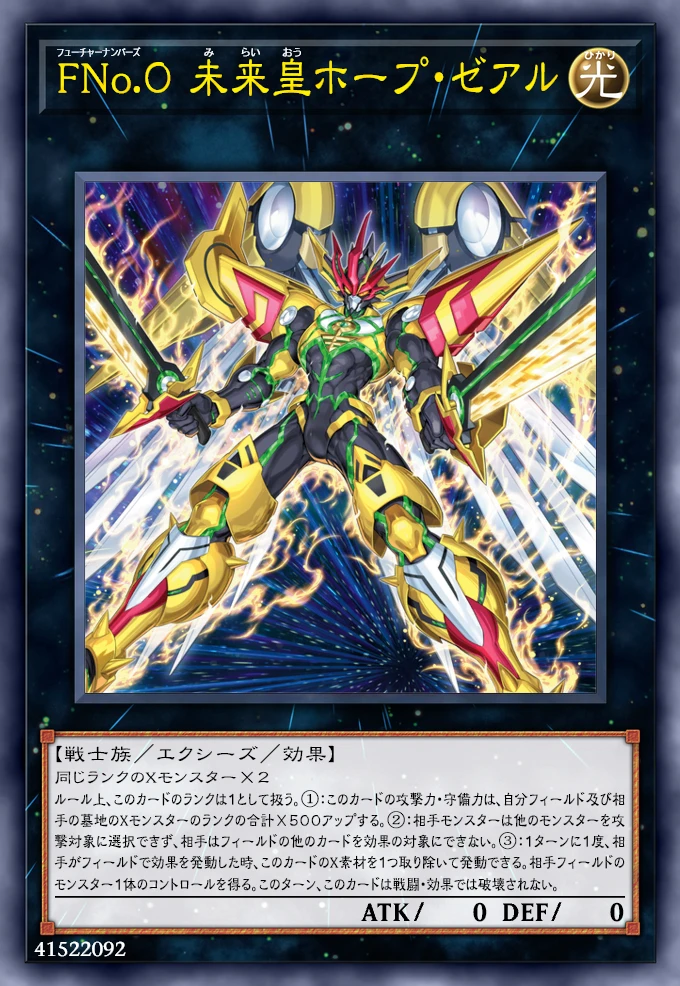 フューチャーナンバーズ み らい おう
FNo.0 未来皇ホープ・ゼアル
ひかり
光
【戦士族／エクシーズ／効果】
同じランクのXモンスター×２
ルール上、このカードのランクは1として扱う。①：このカードの攻撃力・守備力は、自分フィールド及び相
手の墓地のXモンスターのランクの合計×500アップする。②：相手モンスターは他のモンスターを攻
撃対象に選択できず、相手はフィールドの他のカードを効果の対象にできない。③：1ターンに1度、相
手がフィールドで効果を発動した時、このカードのX素材を1つ取り除いて発動できる。相手フィールドの
モンスター1体のコントロールを得る。このターン、このカードは戦闘・効果では破壊されない。
ATK/ 0 DEF/ 0
41522092